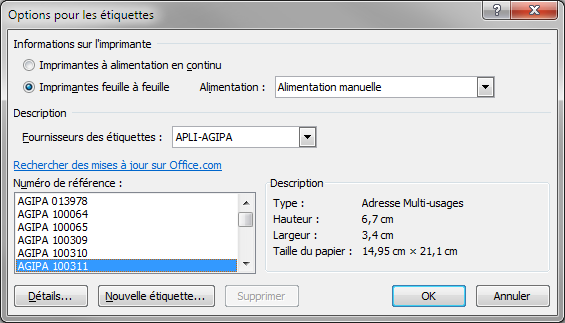 Options pour les étiquettes
Informations sur l'imprimante
Imprimantes à alimentation en continu
Imprimantes feuille à feuille Alimentation : Alimentation manuelle
Description
Fournisseurs des étiquettes : APLI-AGIPA
Rechercher des mises à jour sur Office.com
Numéro de référence :
AGIPA 013978
AGIPA 100064
AGIPA 100065
AGIPA 100309
AGIPA 100310
AGIPA 100311
Description
Type : Adresse Multi-usages
Hauteur : 6,7 cm
Largeur : 3,4 cm
Taille du papier : 14,95 cm × 21,1 cm
Détails... Nouvelle étiquette... Supprimer OK Annuler